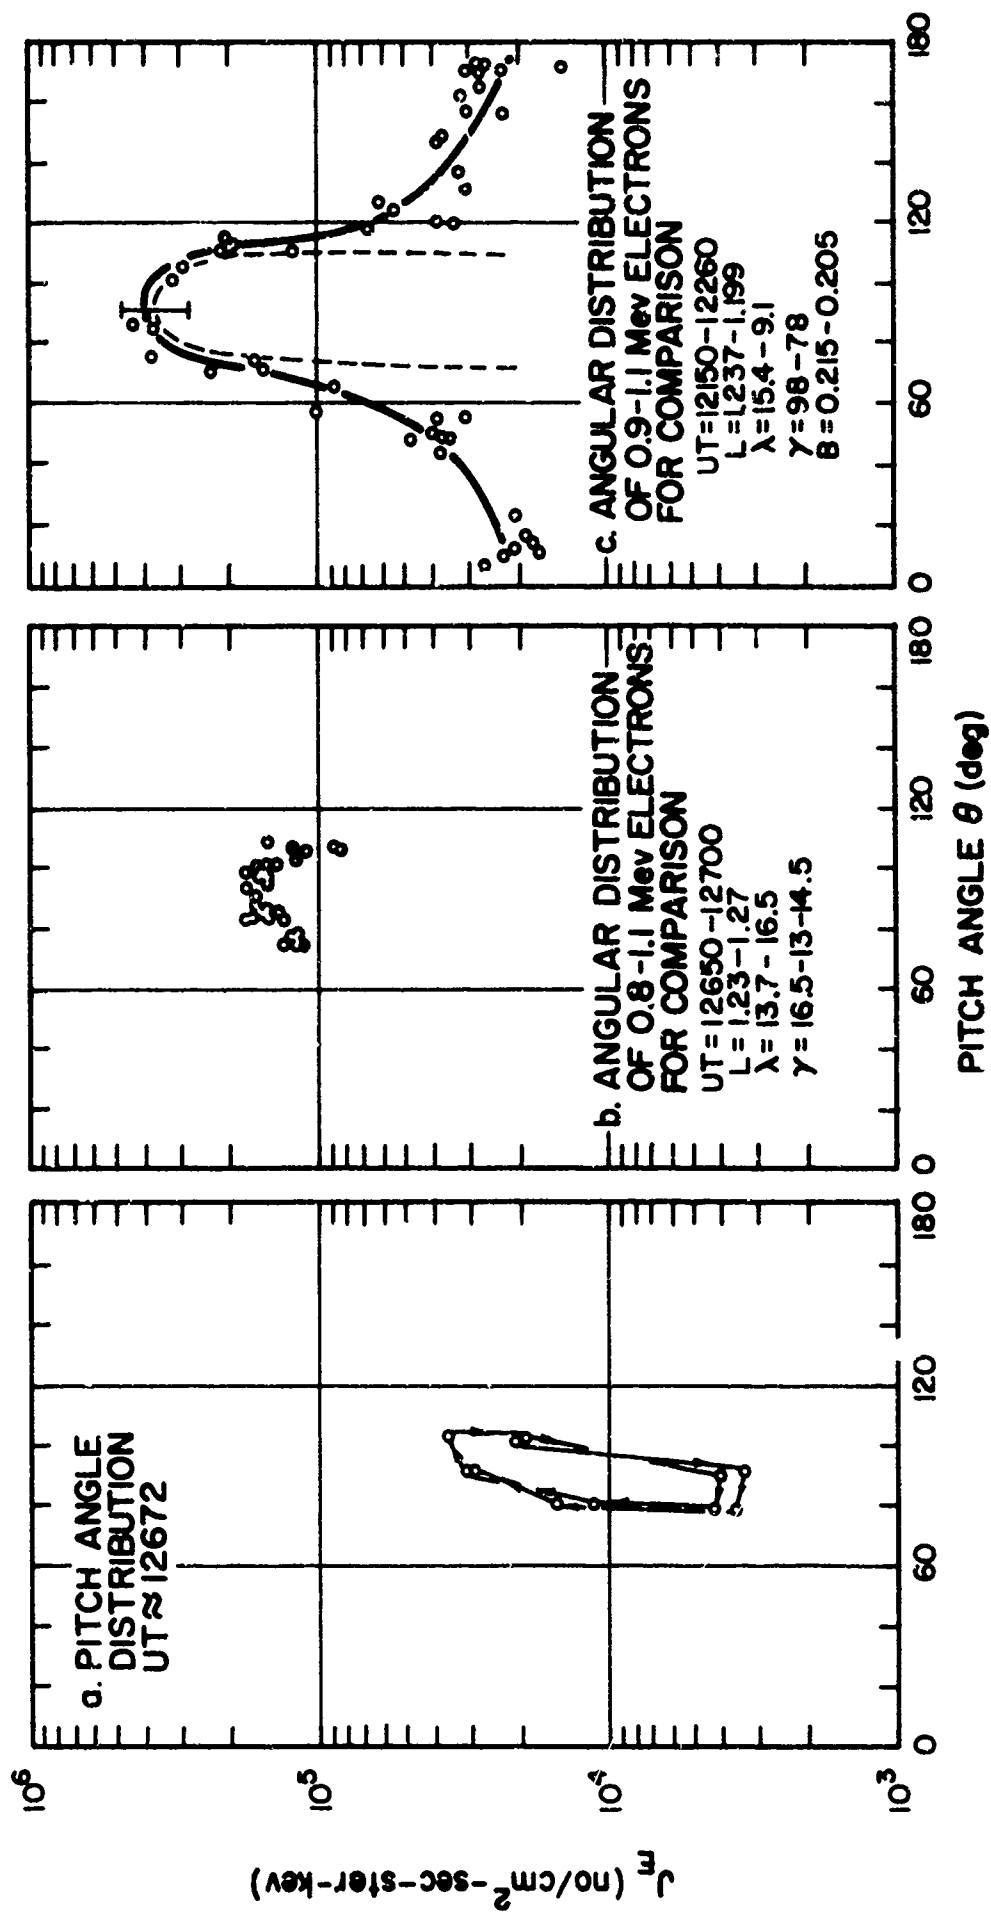 J_m (no/cm²-sec-ster-kev)
10⁶
10⁵
10⁴
10³
a. PITCH ANGLE
DISTRIBUTION
UT≈12672
0
60
120
180
b. ANGULAR DISTRIBUTION
OF 0.8-1.1 Mev ELECTRONS
FOR COMPARISON
UT=12650-12700
L=1.23-1.27
λ=13.7-16.5
γ=16.5-13-14.5
0
60
120
180
c. ANGULAR DISTRIBUTION
OF 0.9-1.1 Mev ELECTRONS
FOR COMPARISON
UT=12150-12260
L=1.237-1.199
λ=15.4-9.1
γ=98-78
B=0.215-0.205
0
60
120
180
PITCH ANGLE θ (deg)